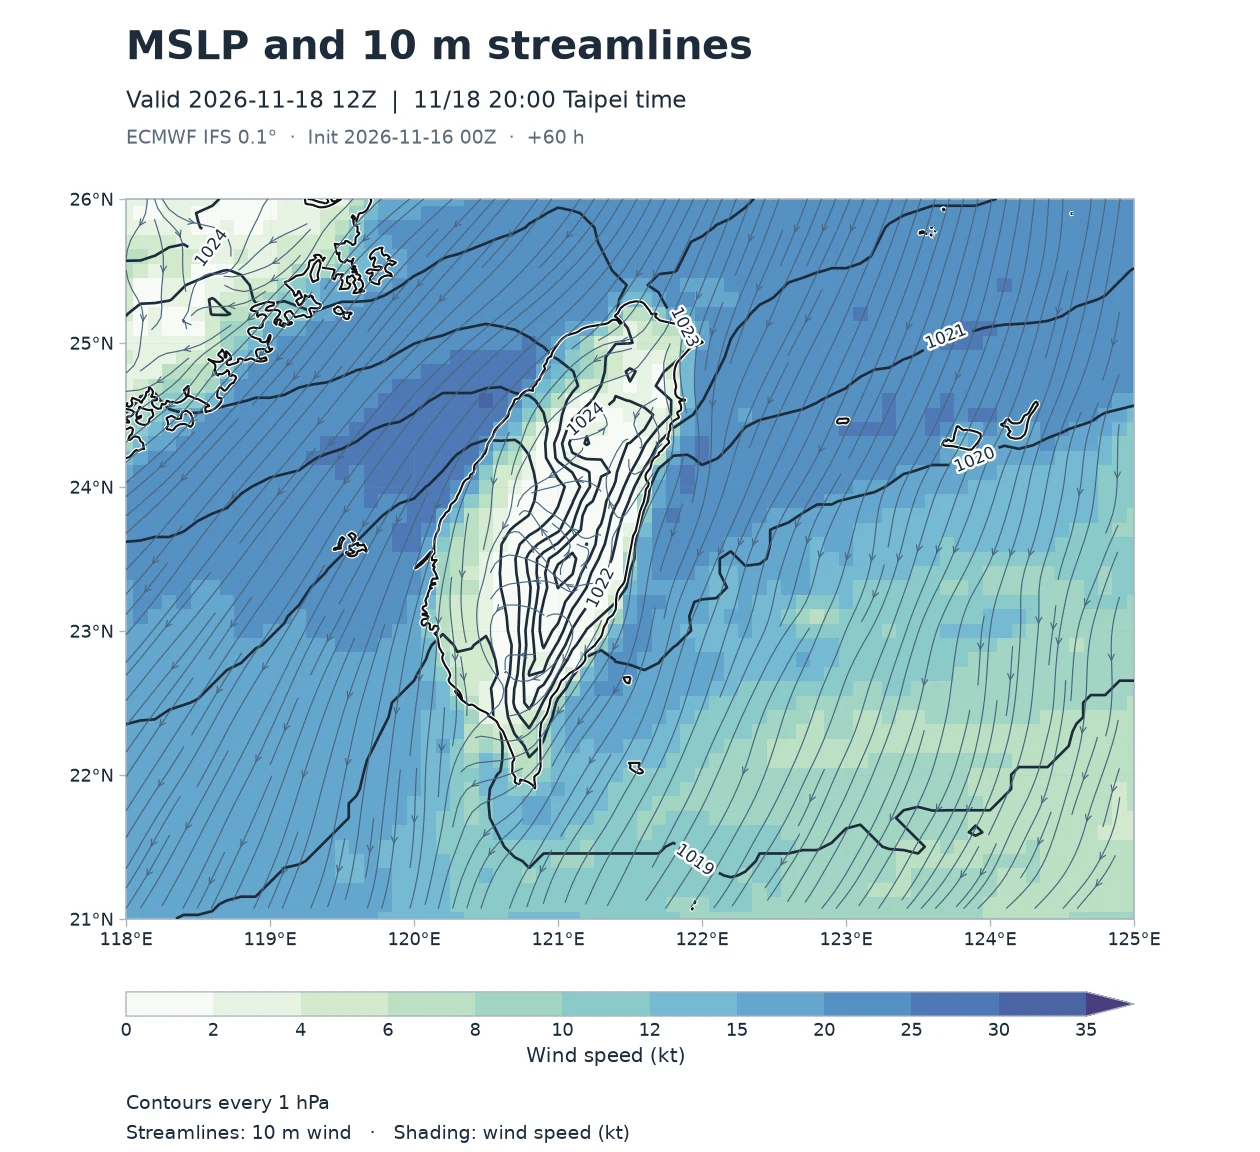 MSLP and 10 m streamlines
Valid 2026-11-18 12Z | 11/18 20:00 Taipei time
ECMWF IFS 0.1° · Init 2026-11-16 00Z · +60 h
26°N
25°N
24°N
23°N
22°N
21°N
1024
1023
1021
1024
1020
1022
1019
118°E 119°E 120°E 121°E 122°E 123°E 124°E 125°E
0 2 4 6 8 10 12 15 20 25 30 35
Wind speed (kt)
Contours every 1 hPa
Streamlines: 10 m wind · Shading: wind speed (kt)